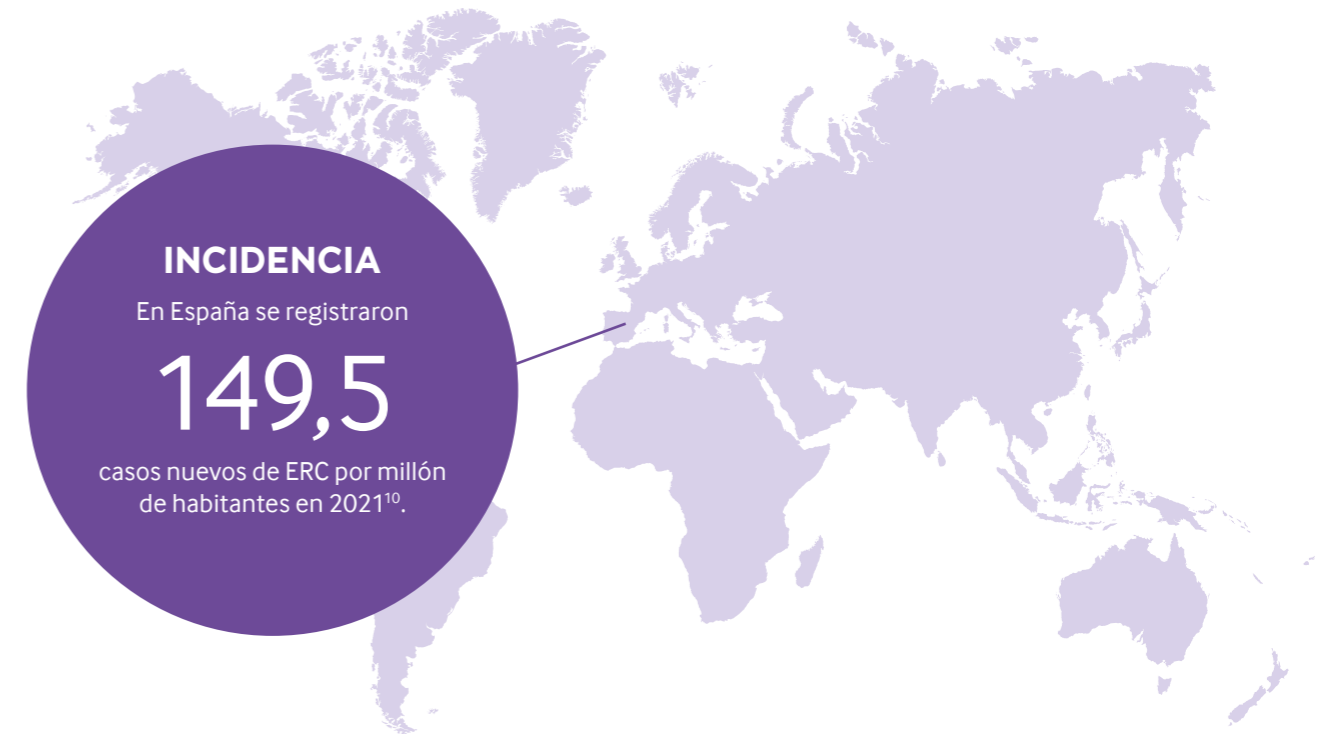 INCIDENCIA
En España se registraron
149,5
casos nuevos de ERC por millón
de habitantes en 2021¹⁰.